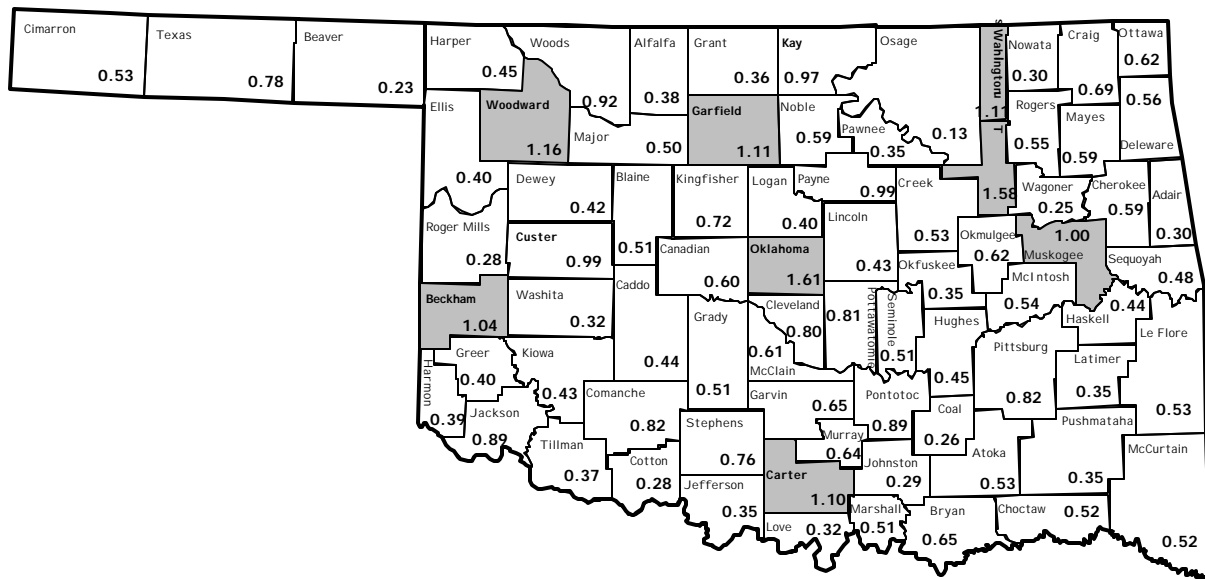 Cimarron
0.53
Texas
0.78
Beaver
0.23
Harper
0.45
Woods
0.92
Alfalfa
0.38
Grant
0.36
Kay
0.97
Osage
0.13
1.11
Nowata
0.30
Craig
0.69
Ottawa
0.62
Ellis
0.40
Woodward
1.16
Major
0.50
Garfield
1.11
Noble
0.59
Pawnee
0.35
T
Rogers
0.55
Mayes
0.59
0.56
Deleware
Dewey
0.42
Blaine
0.51
Kingfisher
0.72
Logan
0.40
Payne
0.99
Creek
0.53
1.58
Wagoner
0.25
Cherokee
0.59
Adair
0.30
Roger Mills
0.28
Custer
0.99
Canadian
0.60
Oklahoma
1.61
Lincoln
0.43
Okfuskee
0.35
Okmulgee
0.62
1.00
Muskogee
McIntosh
0.54
Sequoyah
0.48
Beckham
1.04
Washita
0.32
Caddo
0.44
Grady
0.51
Cleveland
0.80
0.61
McClain
0.81
Pottawatomie
Seminole
0.51
Hughes
0.45
Pittsburg
0.82
Haskell
0.44
Le Flore
0.53
Harmon
0.39
Greer
0.40
Kiowa
0.43
Jackson
0.89
Comanche
0.82
Garvin
0.65
Pontotoc
0.89
Coal
0.26
Latimer
0.35
Pushmataha
0.35
McCurtain
0.52
Tillman
0.37
Cotton
0.28
Stephens
0.76
Murray
0.64
Johnston
0.29
Atoka
0.53
Jefferson
0.35
Carter
1.10
Love
0.32
Marshall
0.51
Bryan
0.65
Choctaw
0.52